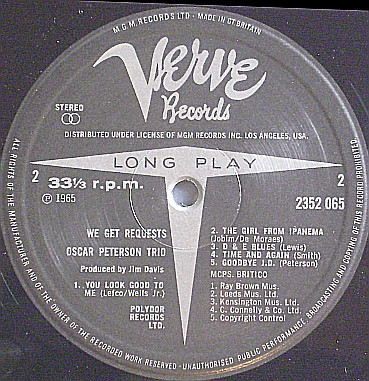 M.G.M. RECORDS LTD · MADE IN GT BRITAIN
Verve
Records
STEREO
DISTRIBUTED UNDER LICENSE OF MGM RECORDS INC. LOS ANGELES, USA.
LONG PLAY
2
33⅓ r.p.m.
2
℗ 1965
2352 065
WE GET REQUESTS
OSCAR PETERSON TRIO
Produced by Jim Davis
1. YOU LOOK GOOD TO
ME (Lefco/Wells Jr.)
POLYDOR
RECORDS
LTD.
2. THE GIRL FROM IPANEMA
(Jobim/De Moraes)
3. D & E BLUES (Lewis)
4. TIME AND AGAIN (Smith)
5. GOODBYE J.D. (Peterson)
MCPS. BRITICO
1. Ray Brown Mus.
2. Leeds Mus. Ltd.
3. Kensington Mus. Ltd.
4. C. Connelly & Co. Ltd.
5. Copyright Control
ALL RIGHTS OF THE MANUFACTURER AND OF THE OWNER OF THE RECORDED WORK RESERVED · UNAUTHORISED PUBLIC PERFORMANCE, BROADCASTING AND COPYING OF THIS RECORD PROHIBITED